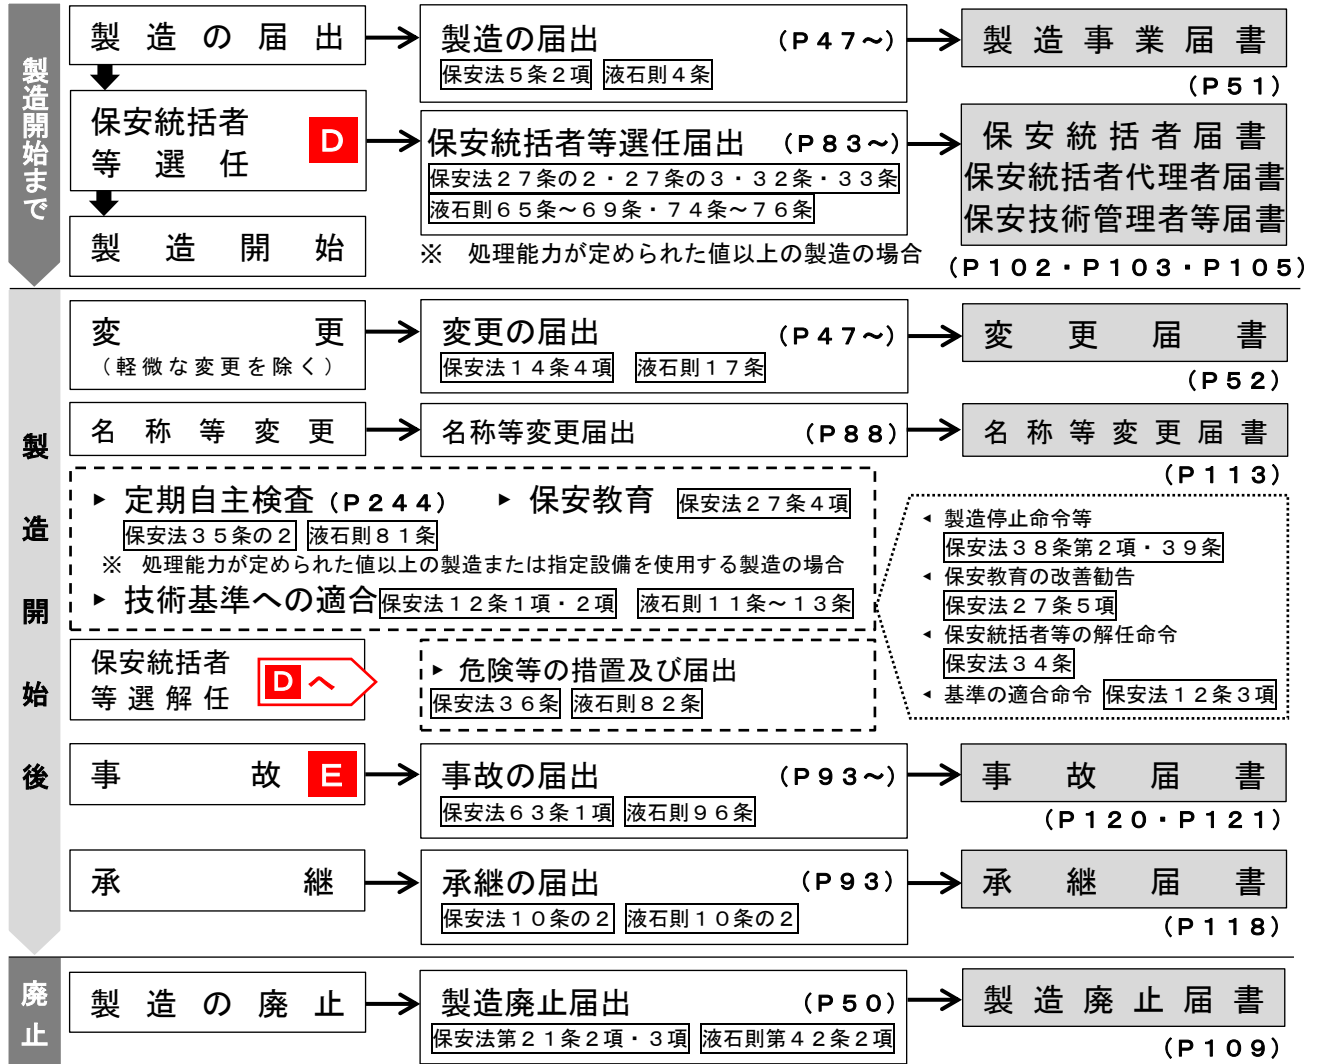 製造開始まで
製造の届出
製造の届出 （Ｐ４７～）
保安法５条２項 液石則４条
製造事業届書
（Ｐ５１）
保安統括者
等選任
D
保安統括者等選任届出 （Ｐ８３～）
保安法２７条の２・２７条の３・３２条・３３条
液石則６５条～６９条・７４条～７６条
※　処理能力が定められた値以上の製造の場合
保安統括者届書
保安統括者代理者届書
保安技術管理者等届書
（Ｐ１０２・Ｐ１０３・Ｐ１０５）
製造開始
製造開始後
変更
（軽微な変更を除く）
変更の届出 （Ｐ４７～）
保安法１４条４項 液石則１７条
変更届書
（Ｐ５２）
名称等変更
名称等変更届出 （Ｐ８８）
名称等変更届書
（Ｐ１１３）
▸ 定期自主検査（Ｐ２４４） ▸ 保安教育 保安法２７条４項
保安法３５条の２ 液石則８１条
※　処理能力が定められた値以上の製造または指定設備を使用する製造の場合
▸ 技術基準への適合 保安法１２条１項・２項 液石則１１条～１３条
◂ 製造停止命令等
保安法３８条第２項・３９条
◂ 保安教育の改善勧告
保安法２７条５項
◂ 保安統括者等の解任命令
保安法３４条
◂ 基準の適合命令 保安法１２条３項
保安統括者
等選解任
D へ
▸ 危険等の措置及び届出
保安法３６条 液石則８２条
事故 E
事故の届出 （Ｐ９３～）
保安法６３条１項 液石則９６条
事故届書
（Ｐ１２０・Ｐ１２１）
承継
承継の届出 （Ｐ９３）
保安法１０条の２ 液石則１０条の２
承継届書
（Ｐ１１８）
廃止
製造の廃止
製造廃止届出 （Ｐ５０）
保安法第２１条２項・３項 液石則第４２条２項
製造廃止届書
（Ｐ１０９）